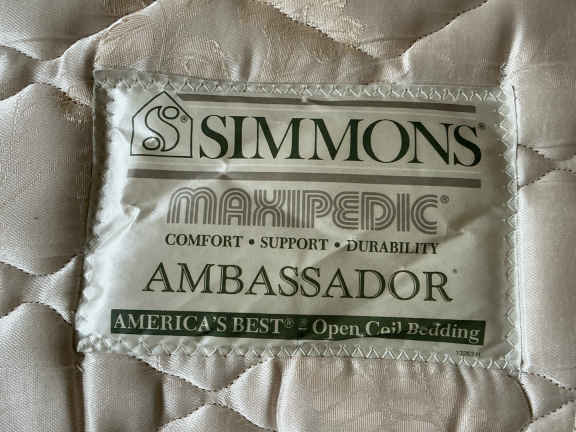 S® SIMMONS®
MAXIPEDIC®
COMFORT • SUPPORT • DURABILITY
AMBASSADOR®
AMERICA'S BEST® – Open Coil Bedding